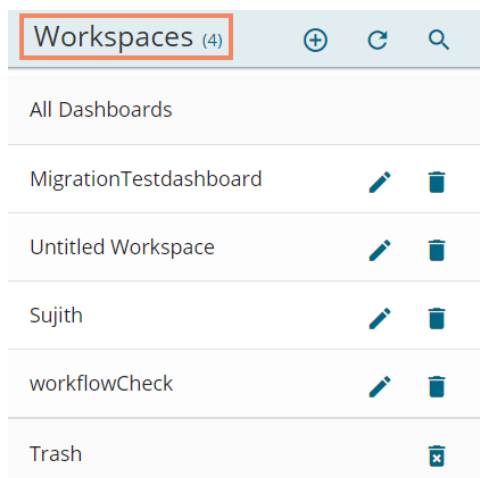 Workspaces (4)
All Dashboards
MigrationTestdashboard
Untitled Workspace
Sujith
workflowCheck
Trash